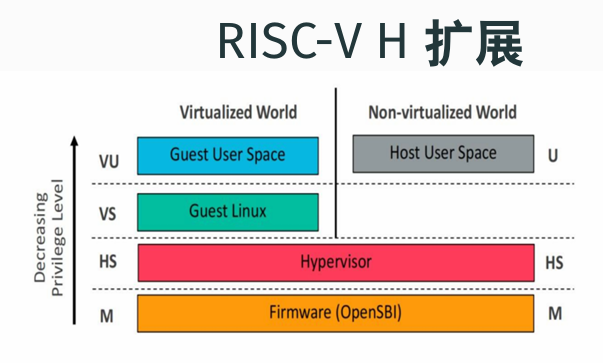 RISC-V H 扩展
Virtualized World
Non-virtualized World
VU
Guest User Space
Host User Space
U
VS
Guest Linux
HS
Hypervisor
HS
M
Firmware (OpenSBI)
M
Decreasing
Privilege Level